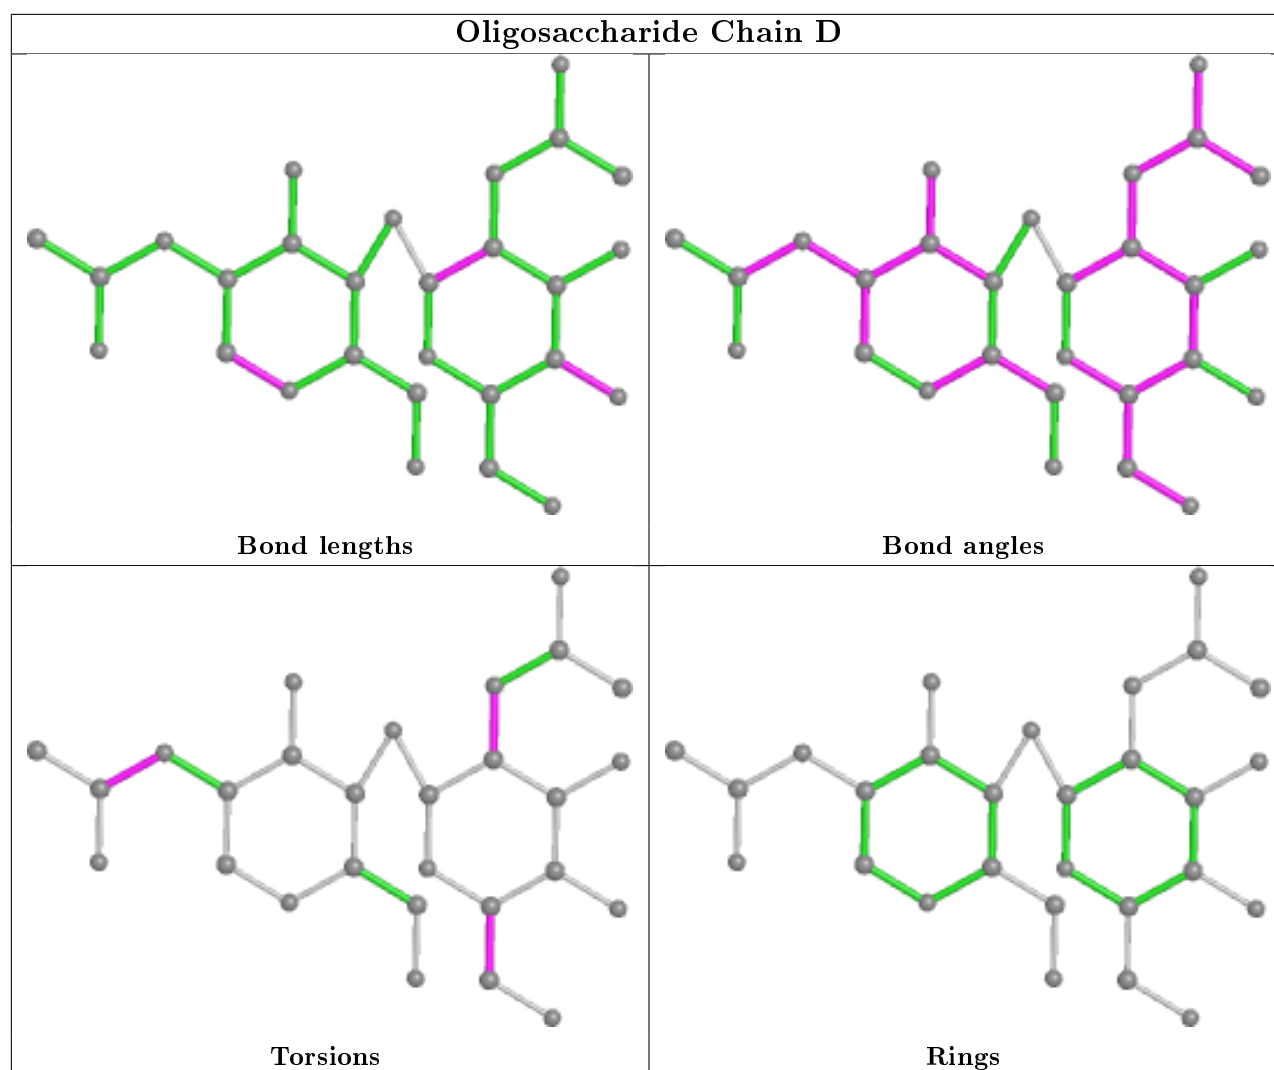 Oligosaccharide Chain D
Bond lengths
Bond angles
Torsions
Rings